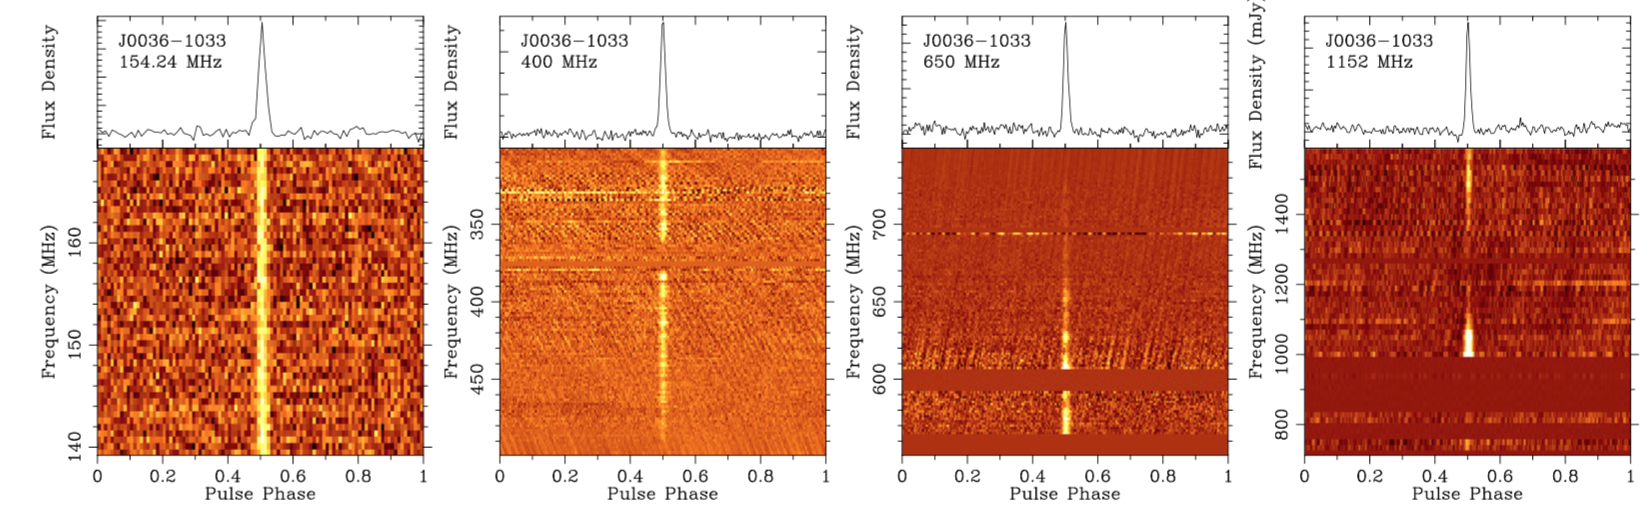 Flux Density
J0036−1033
154.24 MHz
Frequency (MHz)
160
150
140
0 0.2 0.4 0.6 0.8 1
Pulse Phase
Flux Density
J0036−1033
400 MHz
Frequency (MHz)
350
400
450
0 0.2 0.4 0.6 0.8 1
Pulse Phase
Flux Density
J0036−1033
650 MHz
Frequency (MHz)
700
650
600
0 0.2 0.4 0.6 0.8 1
Pulse Phase
Flux Density (mJy)
J0036−1033
1152 MHz
Frequency (MHz)
1400
1200
1000
800
0 0.2 0.4 0.6 0.8 1
Pulse Phase